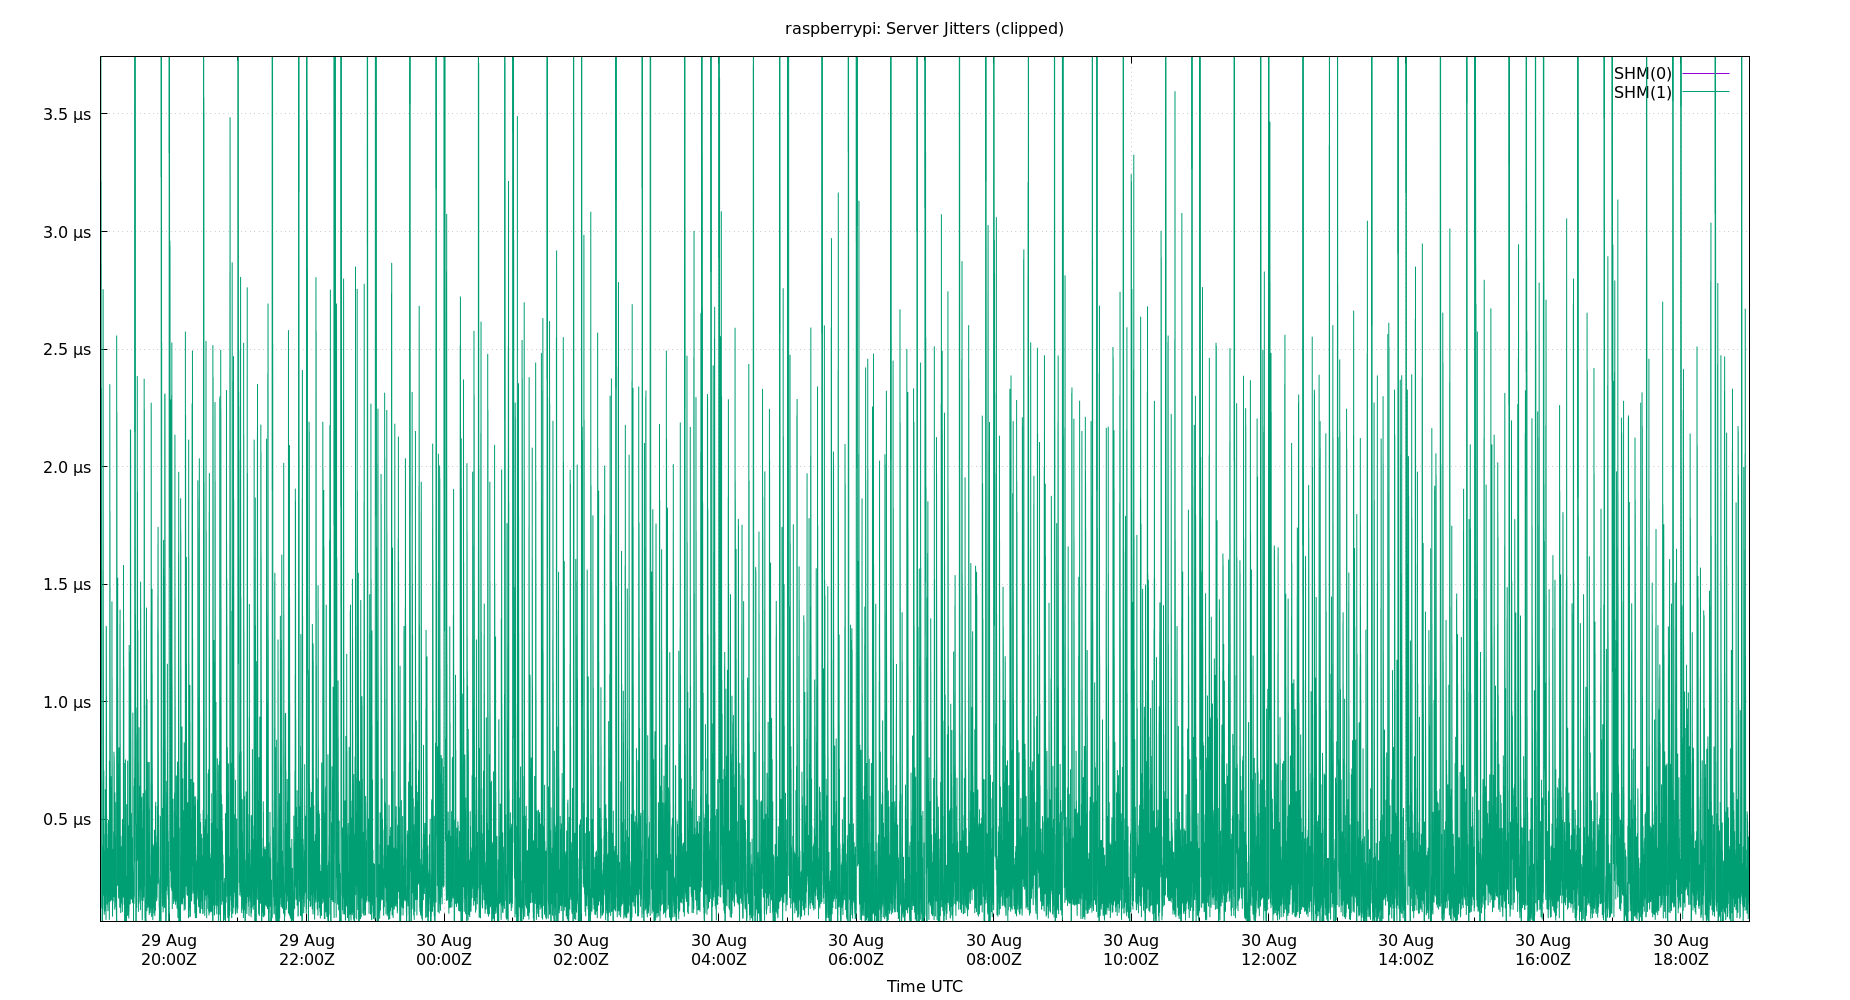 raspberrypi: Server Jitters (clipped)
SHM(0)
SHM(1)
3.5 µs
3.0 µs
2.5 µs
2.0 µs
1.5 µs
1.0 µs
0.5 µs
29 Aug 29 Aug 30 Aug 30 Aug 30 Aug 30 Aug 30 Aug 30 Aug 30 Aug 30 Aug 30 Aug 30 Aug
20:00Z 22:00Z 00:00Z 02:00Z 04:00Z 06:00Z 08:00Z 10:00Z 12:00Z 14:00Z 16:00Z 18:00Z
Time UTC